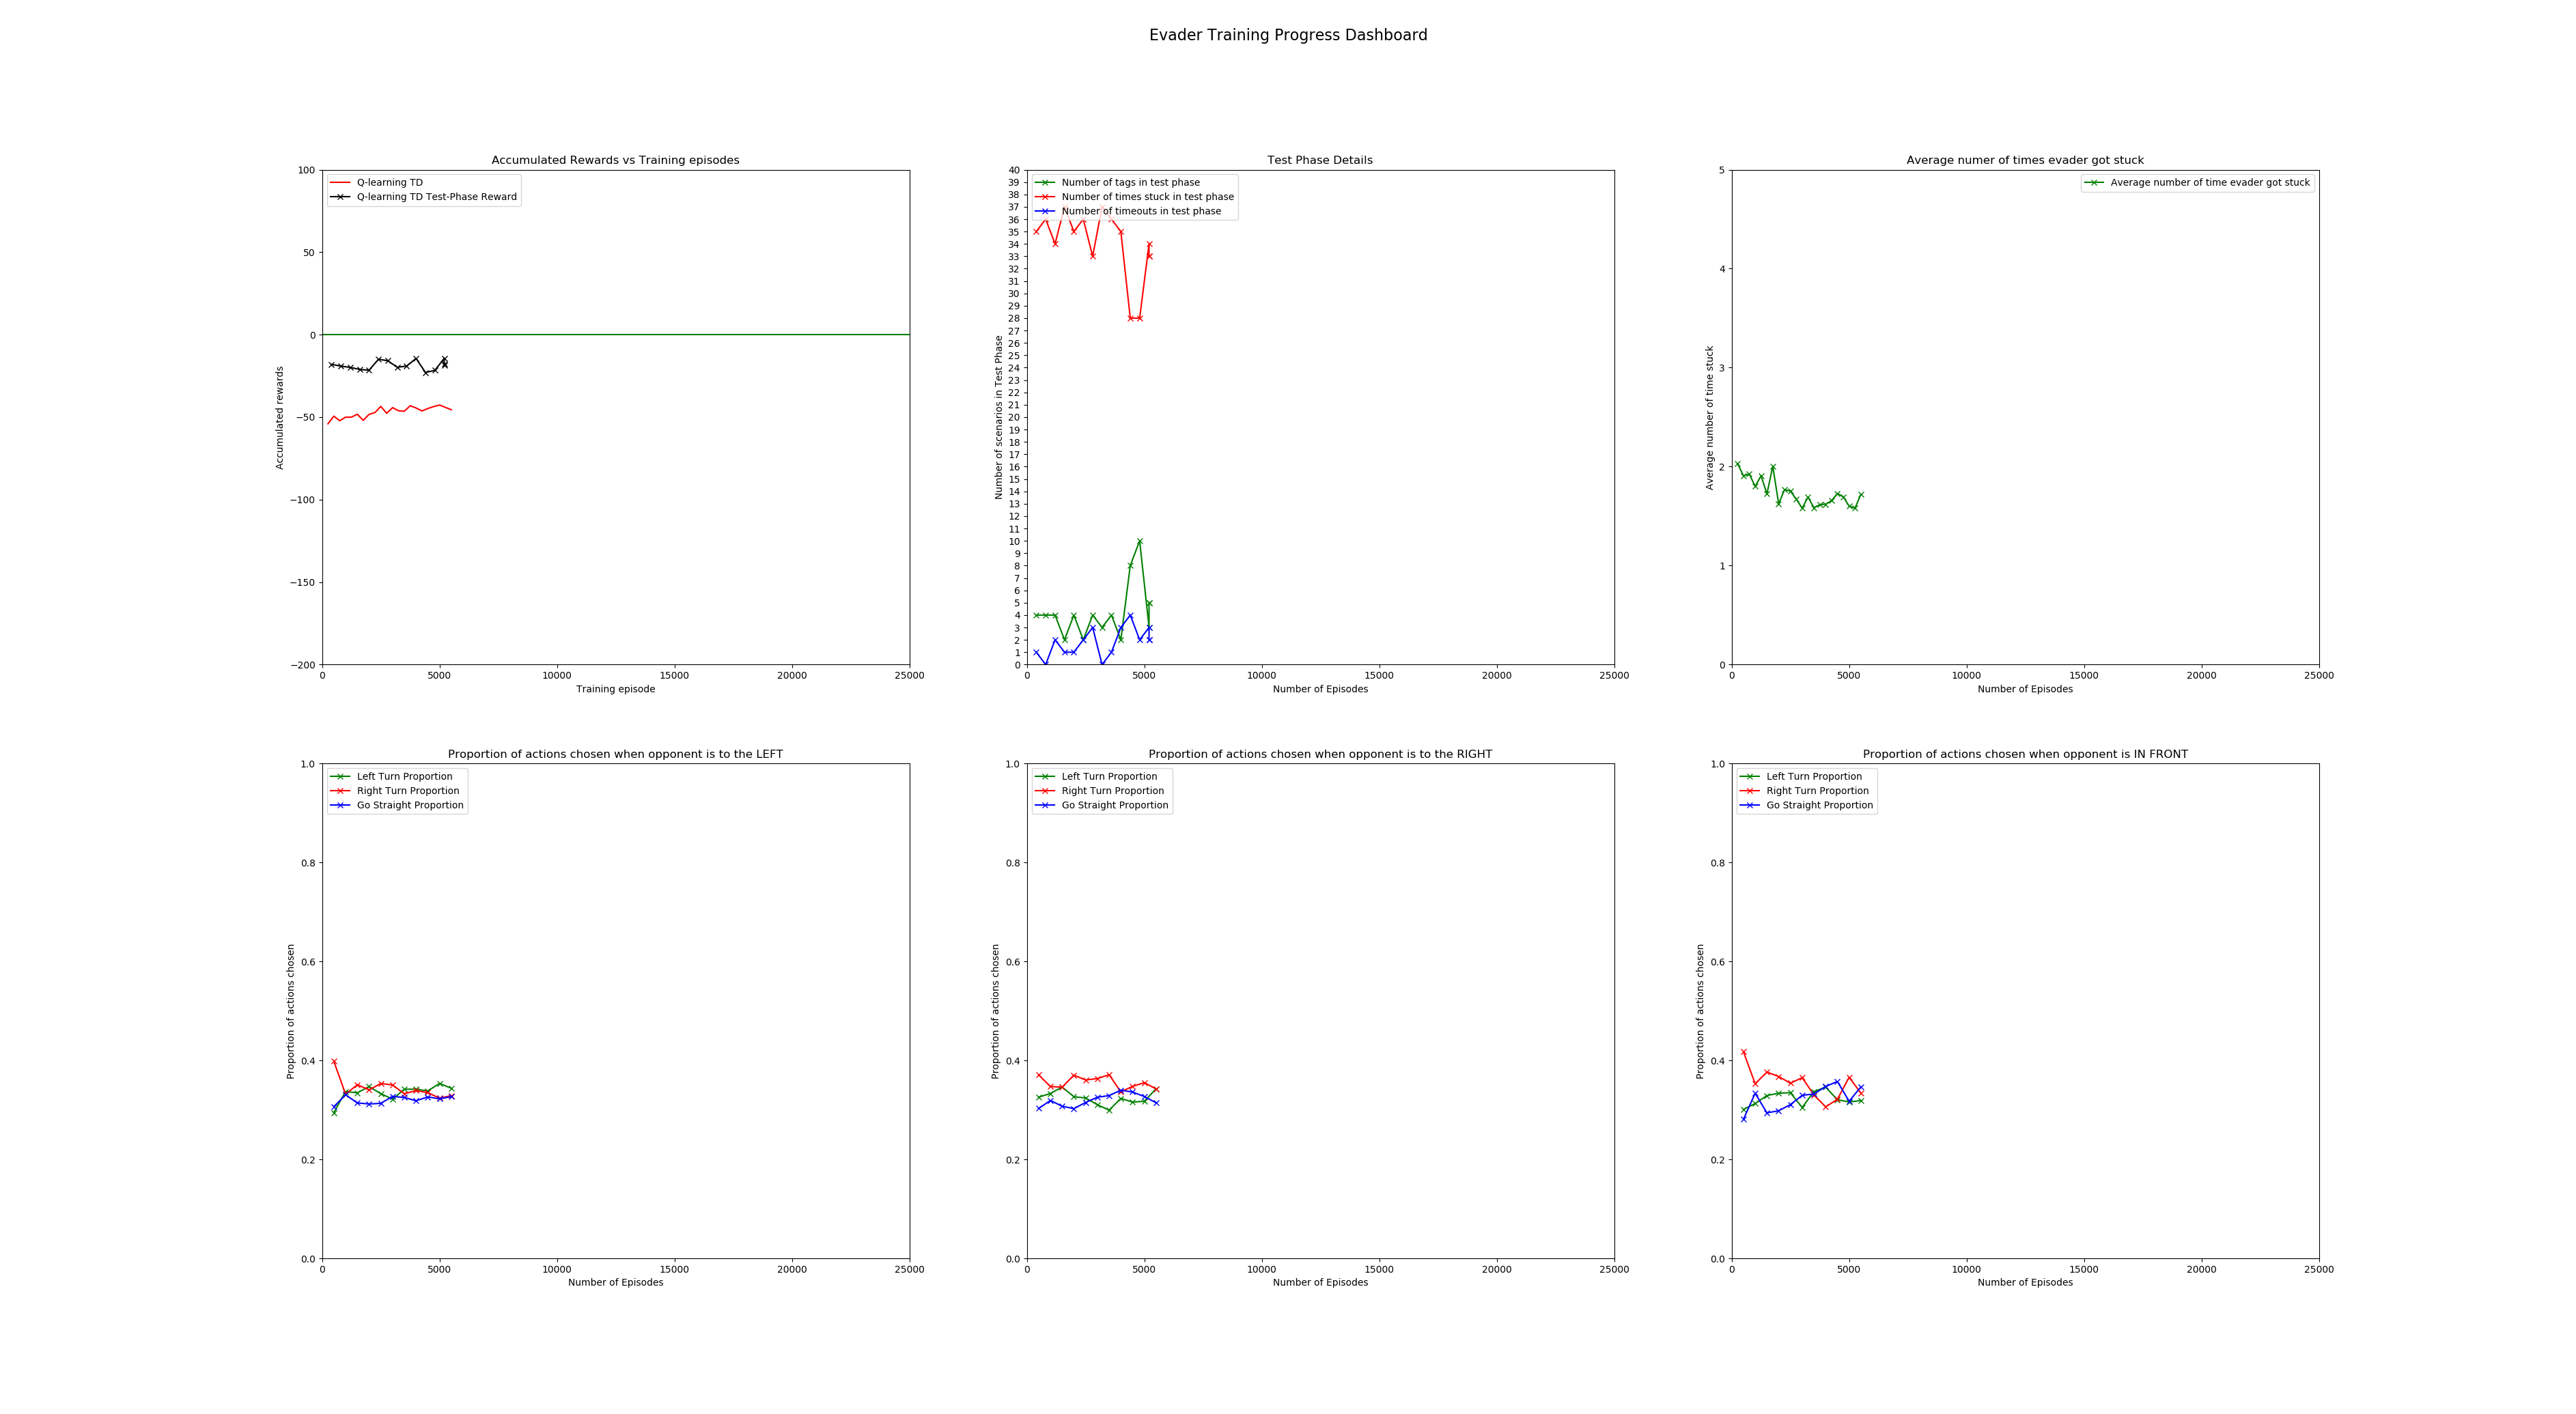 Evader Training Progress Dashboard
Accumulated Rewards vs Training episodes
Q-learning TD
Q-learning TD Test-Phase Reward
100
50
0
−50
−100
−150
−200
Accumulated rewards
0 5000 10000 15000 20000 25000
Training episode
Test Phase Details
Number of tags in test phase
Number of times stuck in test phase
Number of timeouts in test phase
40
39
38
37
36
35
34
33
32
31
30
29
28
27
26
25
24
23
22
21
20
19
18
17
16
15
14
13
12
11
10
9
8
7
6
5
4
3
2
1
0
Number of scenarios in Test Phase
0 5000 10000 15000 20000 25000
Number of Episodes
Average numer of times evader got stuck
Average number of time evader got stuck
5
4
3
2
1
0
Average number of time stuck
0 5000 10000 15000 20000 25000
Number of Episodes
Proportion of actions chosen when opponent is to the LEFT
Left Turn Proportion
Right Turn Proportion
Go Straight Proportion
1.0
0.8
0.6
0.4
0.2
0.0
Proportion of actions chosen
0 5000 10000 15000 20000 25000
Number of Episodes
Proportion of actions chosen when opponent is to the RIGHT
Left Turn Proportion
Right Turn Proportion
Go Straight Proportion
1.0
0.8
0.6
0.4
0.2
0.0
Proportion of actions chosen
0 5000 10000 15000 20000 25000
Number of Episodes
Proportion of actions chosen when opponent is IN FRONT
Left Turn Proportion
Right Turn Proportion
Go Straight Proportion
1.0
0.8
0.6
0.4
0.2
0.0
Proportion of actions chosen
0 5000 10000 15000 20000 25000
Number of Episodes